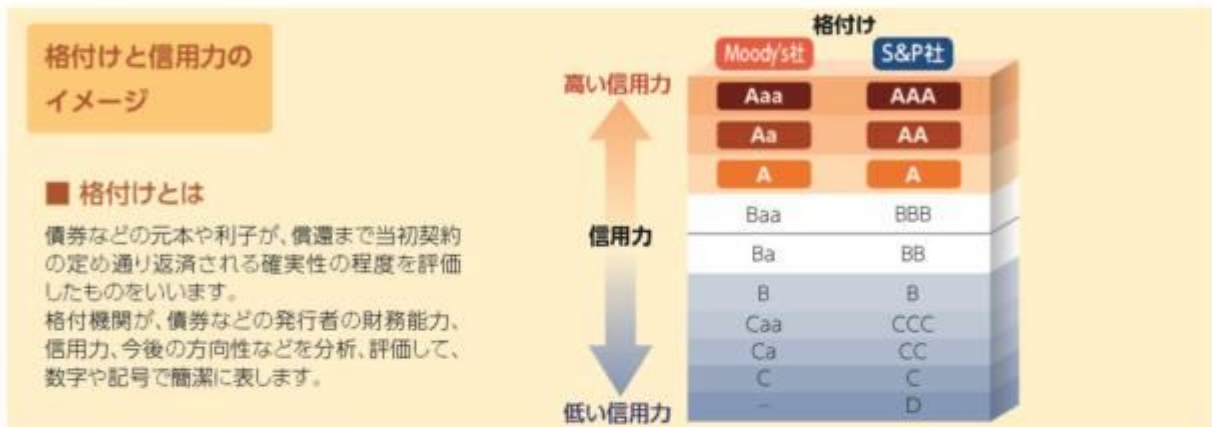 格付けと信用力の
イメージ
■ 格付けとは
債券などの元本や利子が、償還まで当初契約
の定め通り返済される確実性の程度を評価
したものをいいます。
格付機関が、債券などの発行者の財務能力、
信用力、今後の方向性などを分析、評価して、
数字や記号で簡潔に表します。
格付け
Moody's社 S&P社
高い信用力
Aaa AAA
Aa AA
A A
Baa BBB
信用力
Ba BB
B B
Caa CCC
Ca CC
C C
– D
低い信用力